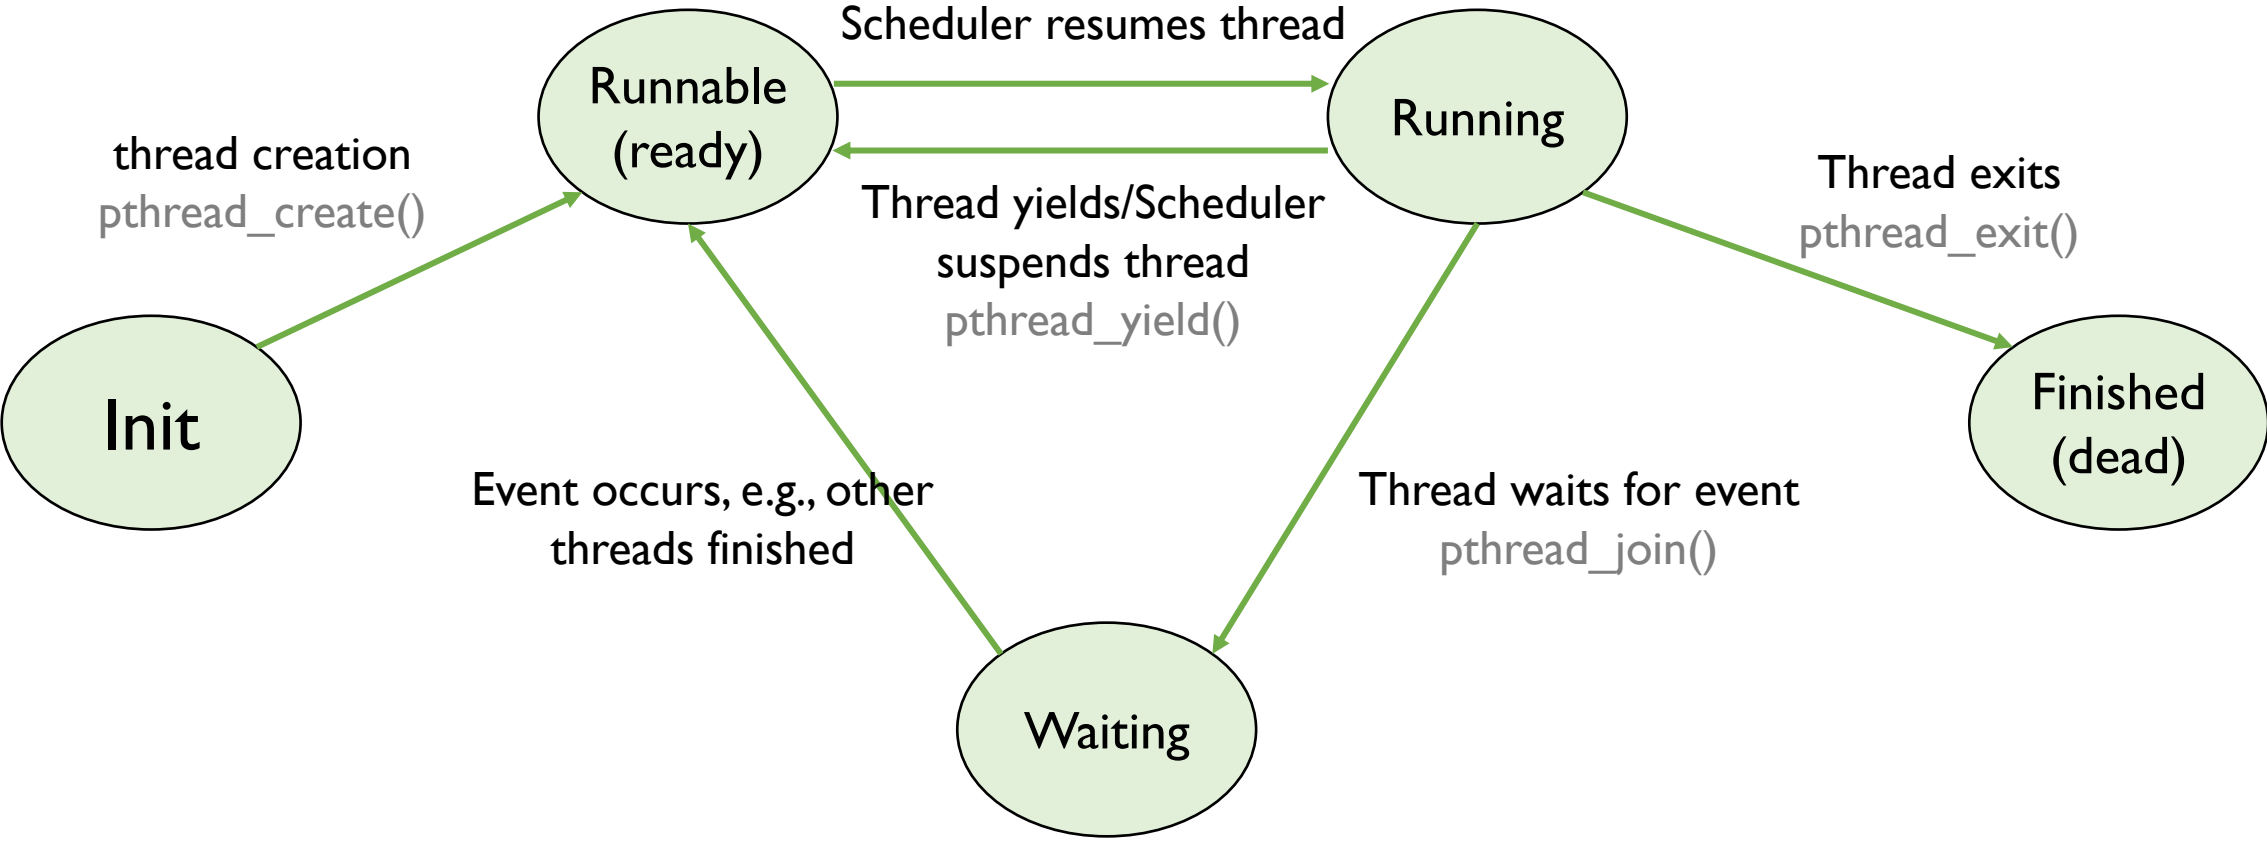 Scheduler resumes thread
Runnable
(ready)
Running
thread creation
pthread_create()
Thread yields/Scheduler
suspends thread
pthread_yield()
Thread exits
pthread_exit()
Init
Finished
(dead)
Event occurs, e.g., other
threads finished
Thread waits for event
pthread_join()
Waiting